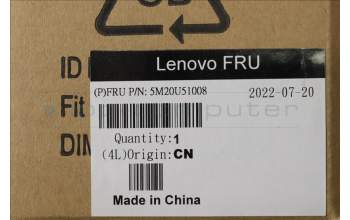 Lenovo FRU
ID
(P)FRU P/N: 5M20U51008
2022-07-20
Fit
Quantity:1
DIM
(4L)Origin:CN
Made in China